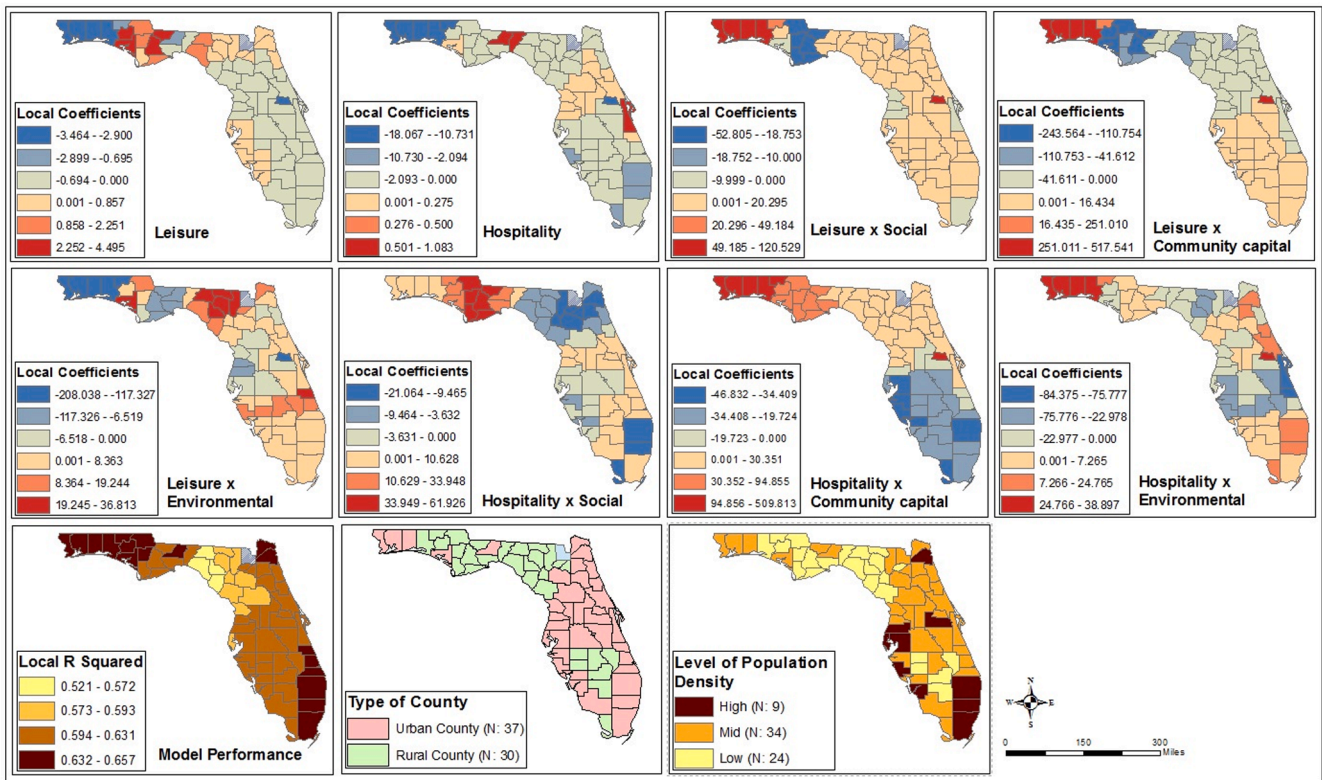 Local Coefficients
-3.464 - -2.900
-2.899 - -0.695
-0.694 - 0.000
0.001 - 0.857
0.858 - 2.251
2.252 - 4.495
Leisure
Local Coefficients
-18.067 - -10.731
-10.730 - -2.094
-2.093 - 0.000
0.001 - 0.275
0.276 - 0.500
0.501 - 1.083
Hospitality
Local Coefficients
-52.805 - -18.753
-18.752 - -10.000
-9.999 - 0.000
0.001 - 20.295
20.296 - 49.184
49.185 - 120.529
Leisure x Social
Local Coefficients
-243.564 - -110.754
-110.753 - -41.612
-41.611 - 0.000
0.001 - 16.434
16.435 - 251.010
251.011 - 517.541
Leisure x
Community capital
Local Coefficients
-208.038 - -117.327
-117.326 - -6.519
-6.518 - 0.000
0.001 - 8.363
8.364 - 19.244
19.245 - 36.813
Leisure x
Environmental
Local Coefficients
-21.064 - -9.465
-9.464 - -3.632
-3.631 - 0.000
0.001 - 10.628
10.629 - 33.948
33.949 - 61.926
Hospitality x Social
Local Coefficients
-46.832 - -34.409
-34.408 - -19.724
-19.723 - 0.000
0.001 - 30.351
30.352 - 94.855
94.856 - 509.813
Hospitality x
Community capital
Local Coefficients
-84.375 - -75.777
-75.776 - -22.978
-22.977 - 0.000
0.001 - 7.265
7.266 - 24.765
24.766 - 38.897
Hospitality x
Environmental
Local R Squared
0.521 - 0.572
0.573 - 0.593
0.594 - 0.631
0.632 - 0.657
Model Performance
Type of County
Urban County (N: 37)
Rural County (N: 30)
Level of Population
Density
High (N: 9)
Mid (N: 34)
Low (N: 24)
N
W
E
S
0 150 300
Miles